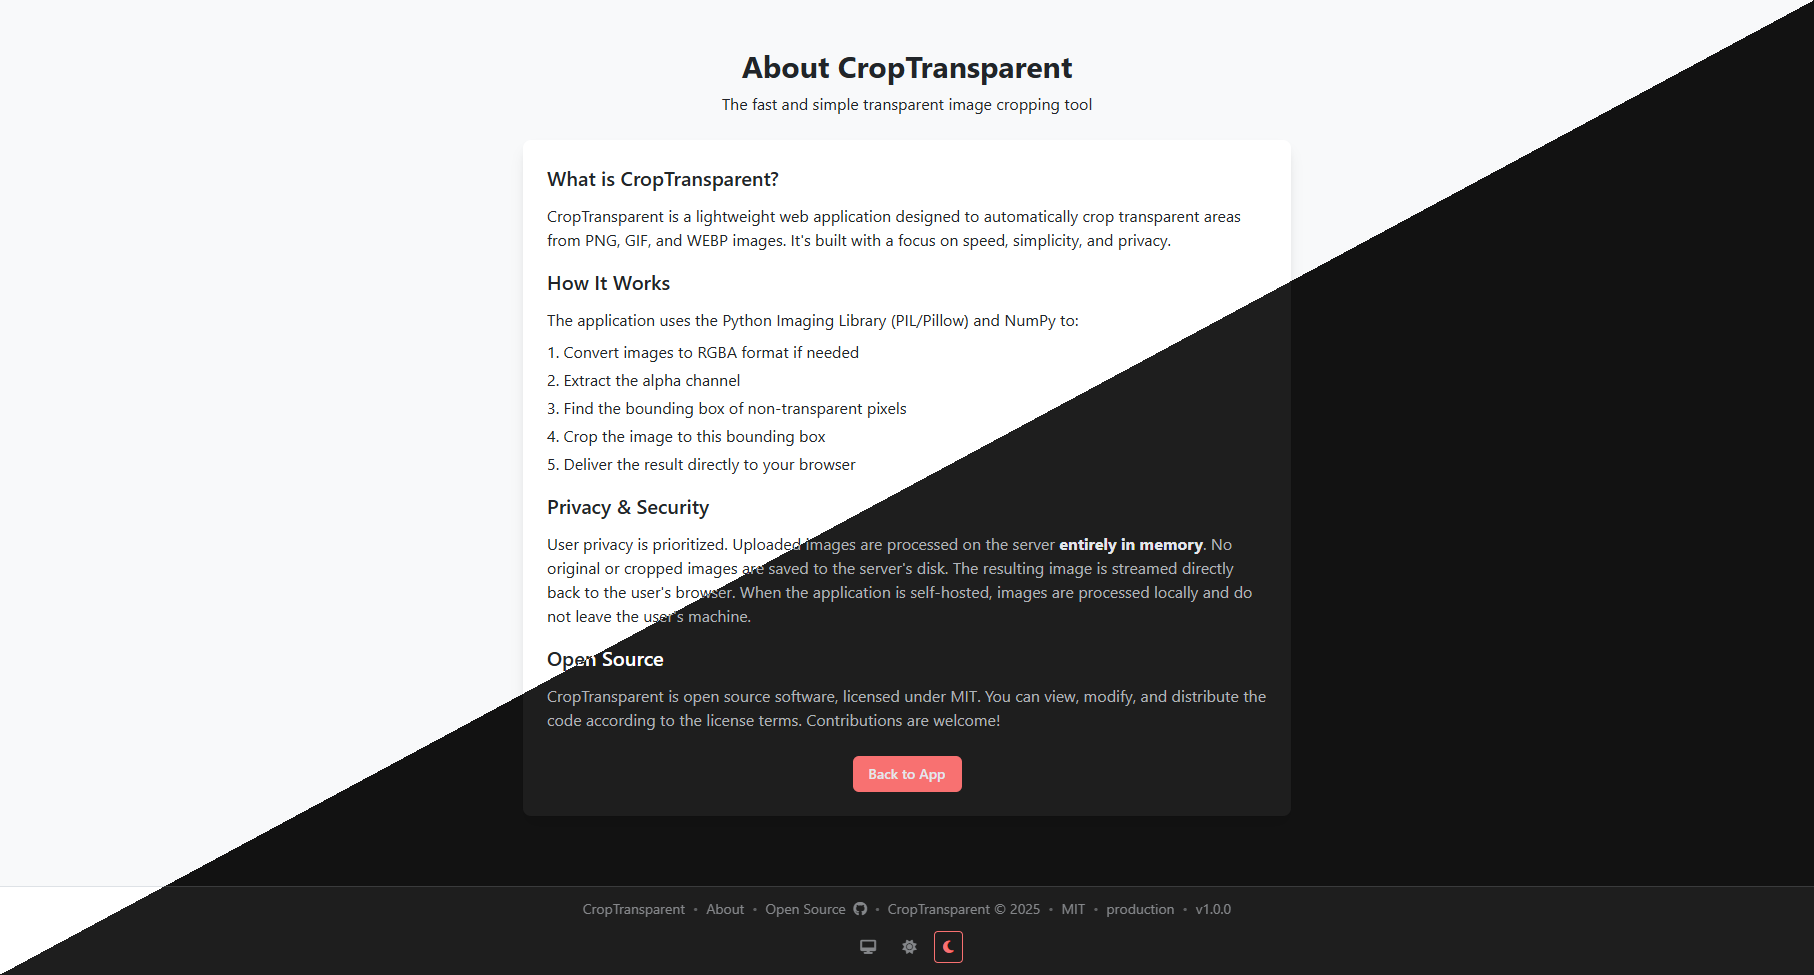 About CropTransparent
The fast and simple transparent image cropping tool
What is CropTransparent?
CropTransparent is a lightweight web application designed to automatically crop transparent areas
from PNG, GIF, and WEBP images. It's built with a focus on speed, simplicity, and privacy.
How It Works
The application uses the Python Imaging Library (PIL/Pillow) and NumPy to:
1. Convert images to RGBA format if needed
2. Extract the alpha channel
3. Find the bounding box of non-transparent pixels
4. Crop the image to this bounding box
5. Deliver the result directly to your browser
Privacy & Security
User privacy is prioritized. Uploaded images are processed on the server entirely in memory. No
original or cropped images are saved to the server's disk. The resulting image is streamed directly
back to the user's browser. When the application is self-hosted, images are processed locally and do
not leave the user's machine.
Open Source
CropTransparent is open source software, licensed under MIT. You can view, modify, and distribute the
code according to the license terms. Contributions are welcome!
Back to App
CropTransparent • About • Open Source • CropTransparent © 2025 • MIT • production • v1.0.0